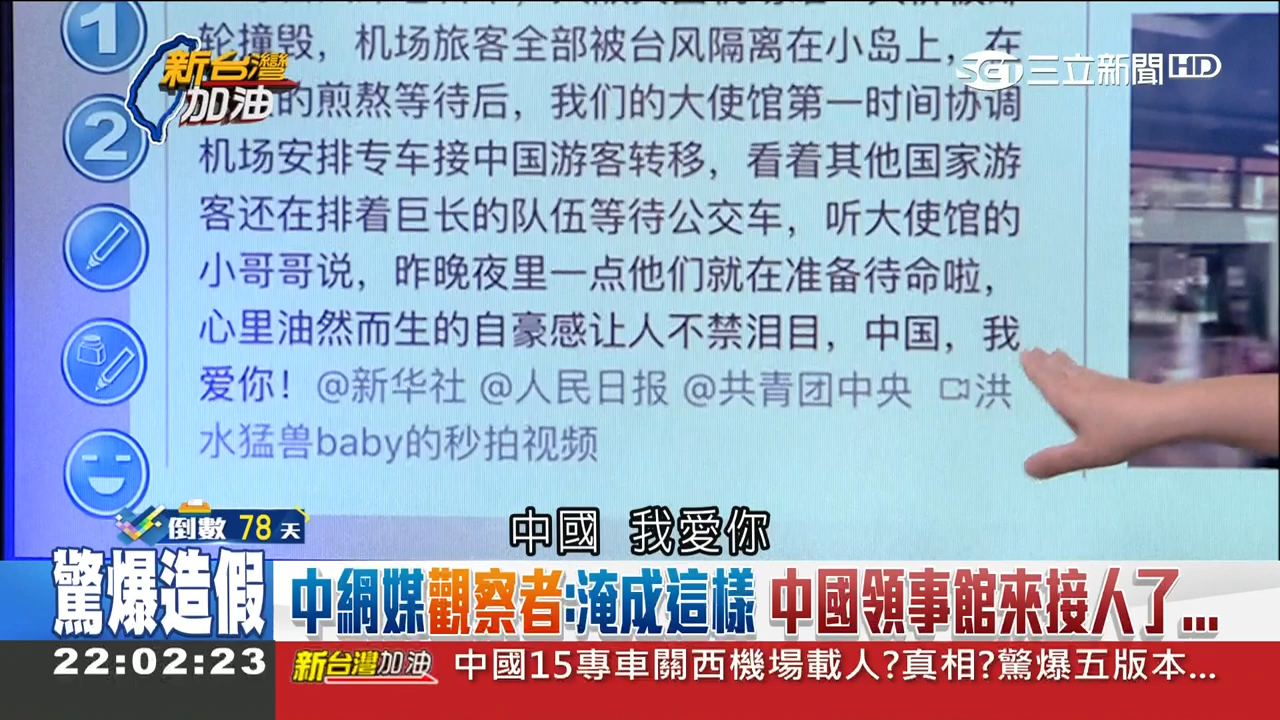 1
轮撞毁，机场旅客全部被台风隔离在小岛上，在
的煎熬等待后，我们的大使馆第一时间协调
2
机场安排专车接中国游客转移，看着其他国家游
客还在排着巨长的队伍等待公交车，听大使馆的
小哥哥说，昨晚夜里一点他们就在准备待命啦，
心里油然而生的自豪感让人不禁泪目，中国，我
爱你！@新华社 @人民日报 @共青团中央 洪
水猛兽baby的秒拍视频
新台灣
加油
SET三立新聞HD
中國 我愛你
倒數 78 天
驚爆造假
中網媒觀察者:淹成這樣 中國領事館來接人了...
22:02:23
新台灣加油 中國15專車關西機場載人?真相?驚爆五版本...